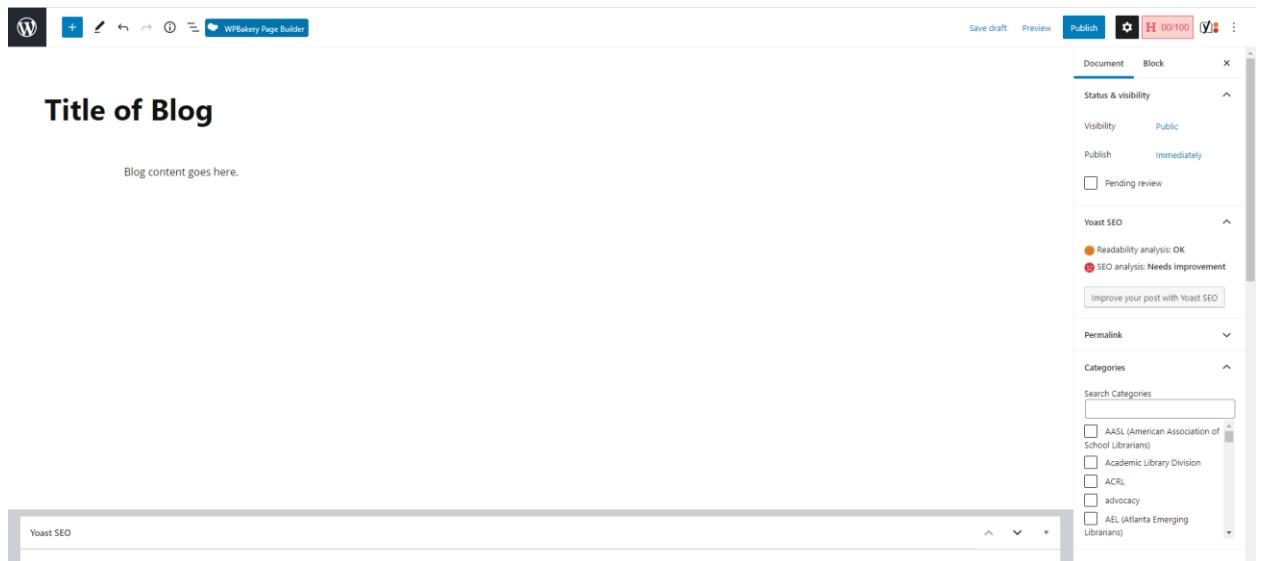 WPBakery Page Builder
Save draft Preview Publish H 00/100
Document Block
Title of Blog
Blog content goes here.
Status & visibility
Visibility Public
Publish Immediately
Pending review
Yoast SEO
Readability analysis: OK
SEO analysis: Needs improvement
Improve your post with Yoast SEO
Permalink
Categories
Search Categories
AASL (American Association of
School Librarians)
Academic Library Division
ACRL
advocacy
AEL (Atlanta Emerging
Librarians)
Yoast SEO